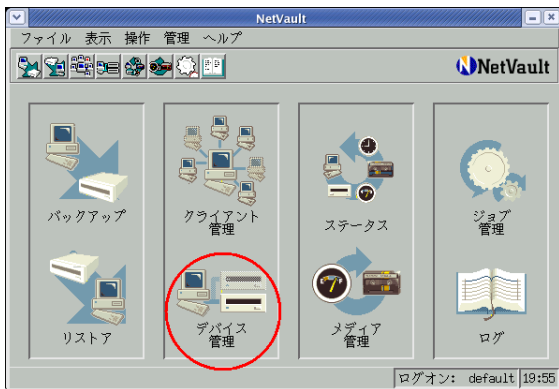 NetVault
ファイル 表示 操作 管理 ヘルプ
NetVault
バックアップ
クライアント
管理
ステータス
ジョブ
管理
リストア
デバイス
管理
メディア
管理
ログ
ログオン: default 19:55